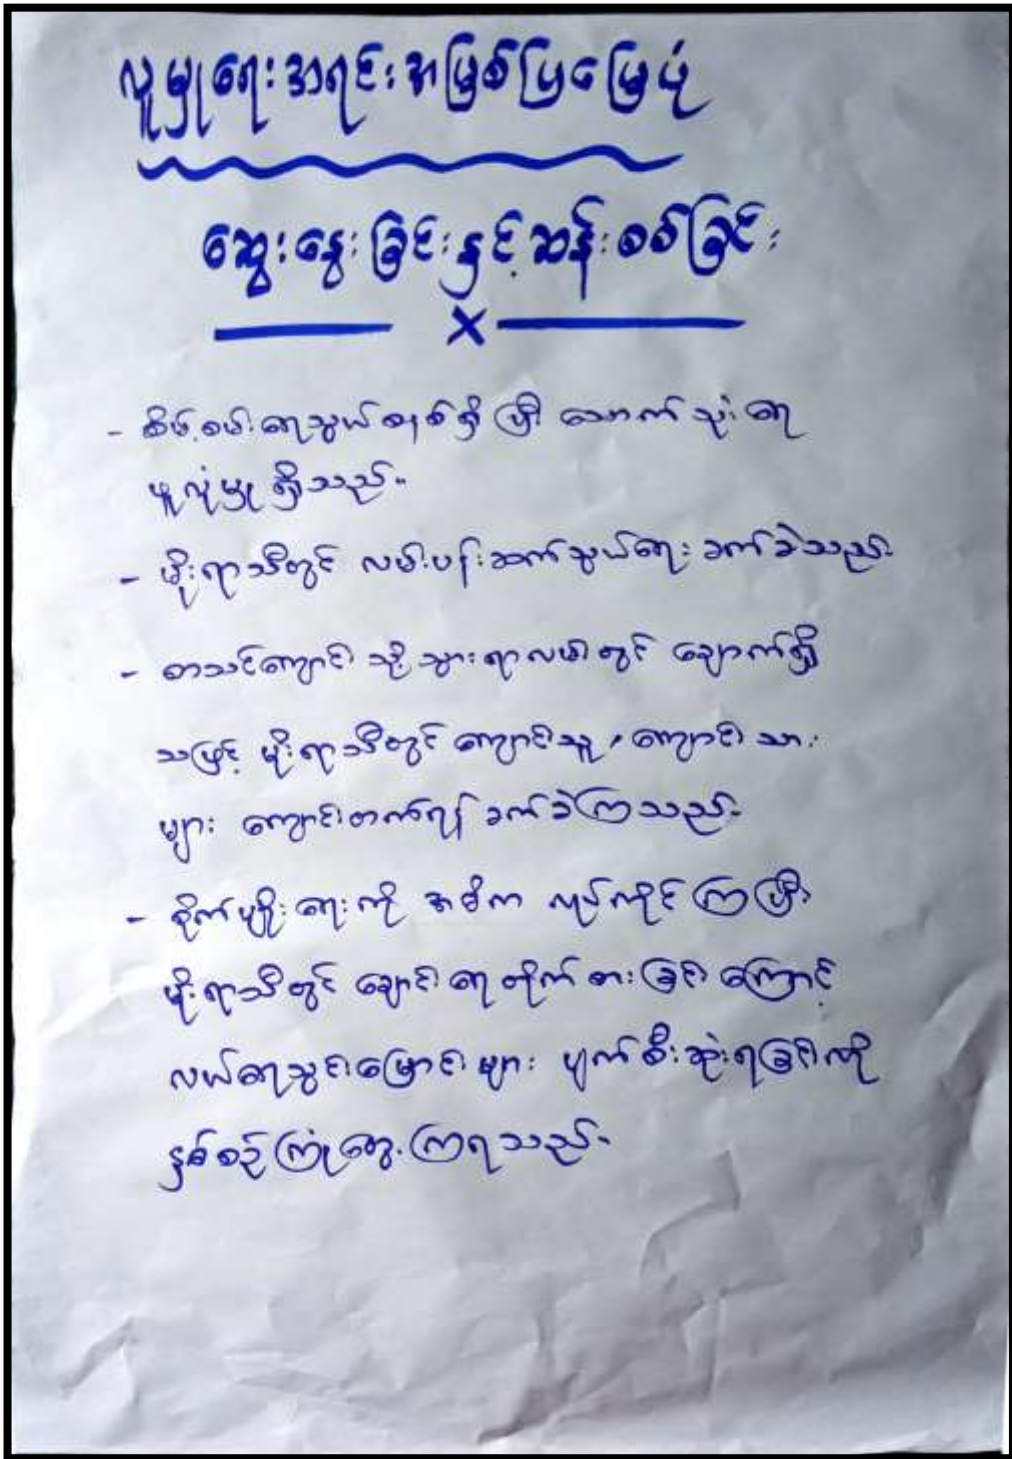 လူမှုရေးအရင်းအမြစ်ပြမြေပုံ
ဆွေးနွေးခြင်းနှင့်ဆန်းစစ်ခြင်း
x
- စိမ့်စမ်းရေသွယ်စနစ်ရှိပြီး သောက်သုံးရေ
ဖူလုံမှု ရှိသည်။
- မိုးရာသီတွင် လမ်းပန်းဆက်သွယ်ရေး ခက်ခဲသည်။
- စာသင်ကျောင်း သို့ သွားရာလမ်းတွင် ချောက်ရှိ
သဖြင့် မိုးရာသီတွင် ကျောင်းသူ၊ ကျောင်းသား
များ ကျောင်းတက်ရန် ခက်ခဲကြသည်။
- စိုက်ပျိုးရေးကို အဓိက လုပ်ကိုင်ကြပြီး
မိုးရာသီတွင် ချောင်းရေတိုက်စားခြင်းကြောင့်
လယ်ရေသွင်းမြောင်းများ ပျက်စီးဆုံးရခြင်းကို
နှစ်စဉ်ကြုံတွေ့ကြရသည်။